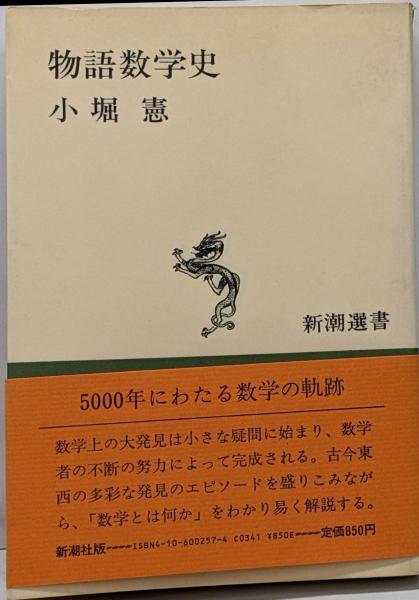 物語数学史
小堀 憲
新潮選書
5000年にわたる数学の軌跡
数学上の大発見は小さな疑問に始まり、数学
者の不断の努力によって完成される。古今東
西の多彩な発見のエピソードを盛りこみなが
ら、「数学とは何か」をわかり易く解説する。
新潮社版----ISBN4-10-600257-4 C0341 ¥850E----定価850円